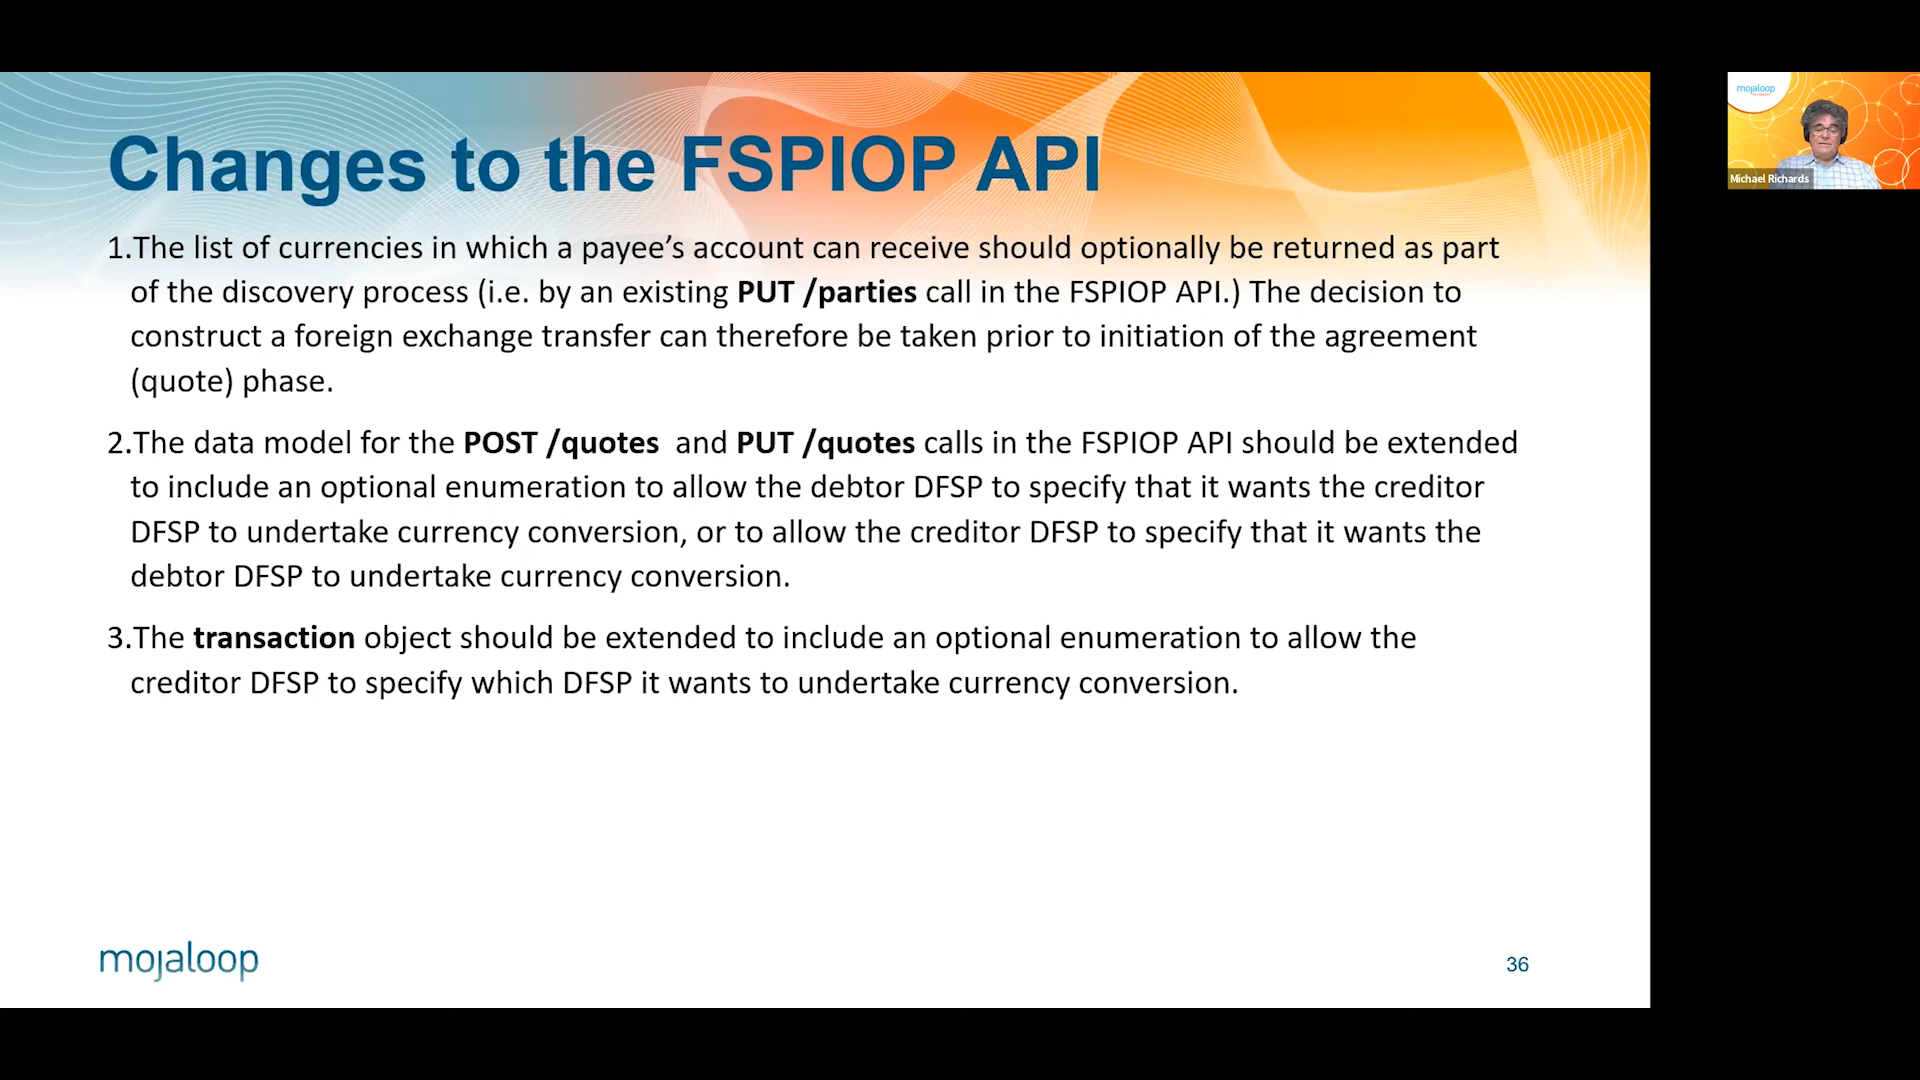 Changes to the FSPIOP API
1.The list of currencies in which a payee’s account can receive should optionally be returned as part
of the discovery process (i.e. by an existing PUT /parties call in the FSPIOP API.) The decision to
construct a foreign exchange transfer can therefore be taken prior to initiation of the agreement
(quote) phase.
2.The data model for the POST /quotes and PUT /quotes calls in the FSPIOP API should be extended
to include an optional enumeration to allow the debtor DFSP to specify that it wants the creditor
DFSP to undertake currency conversion, or to allow the creditor DFSP to specify that it wants the
debtor DFSP to undertake currency conversion.
3.The transaction object should be extended to include an optional enumeration to allow the
creditor DFSP to specify which DFSP it wants to undertake currency conversion.
mojaloop
36
mojaloop
Michael Richards